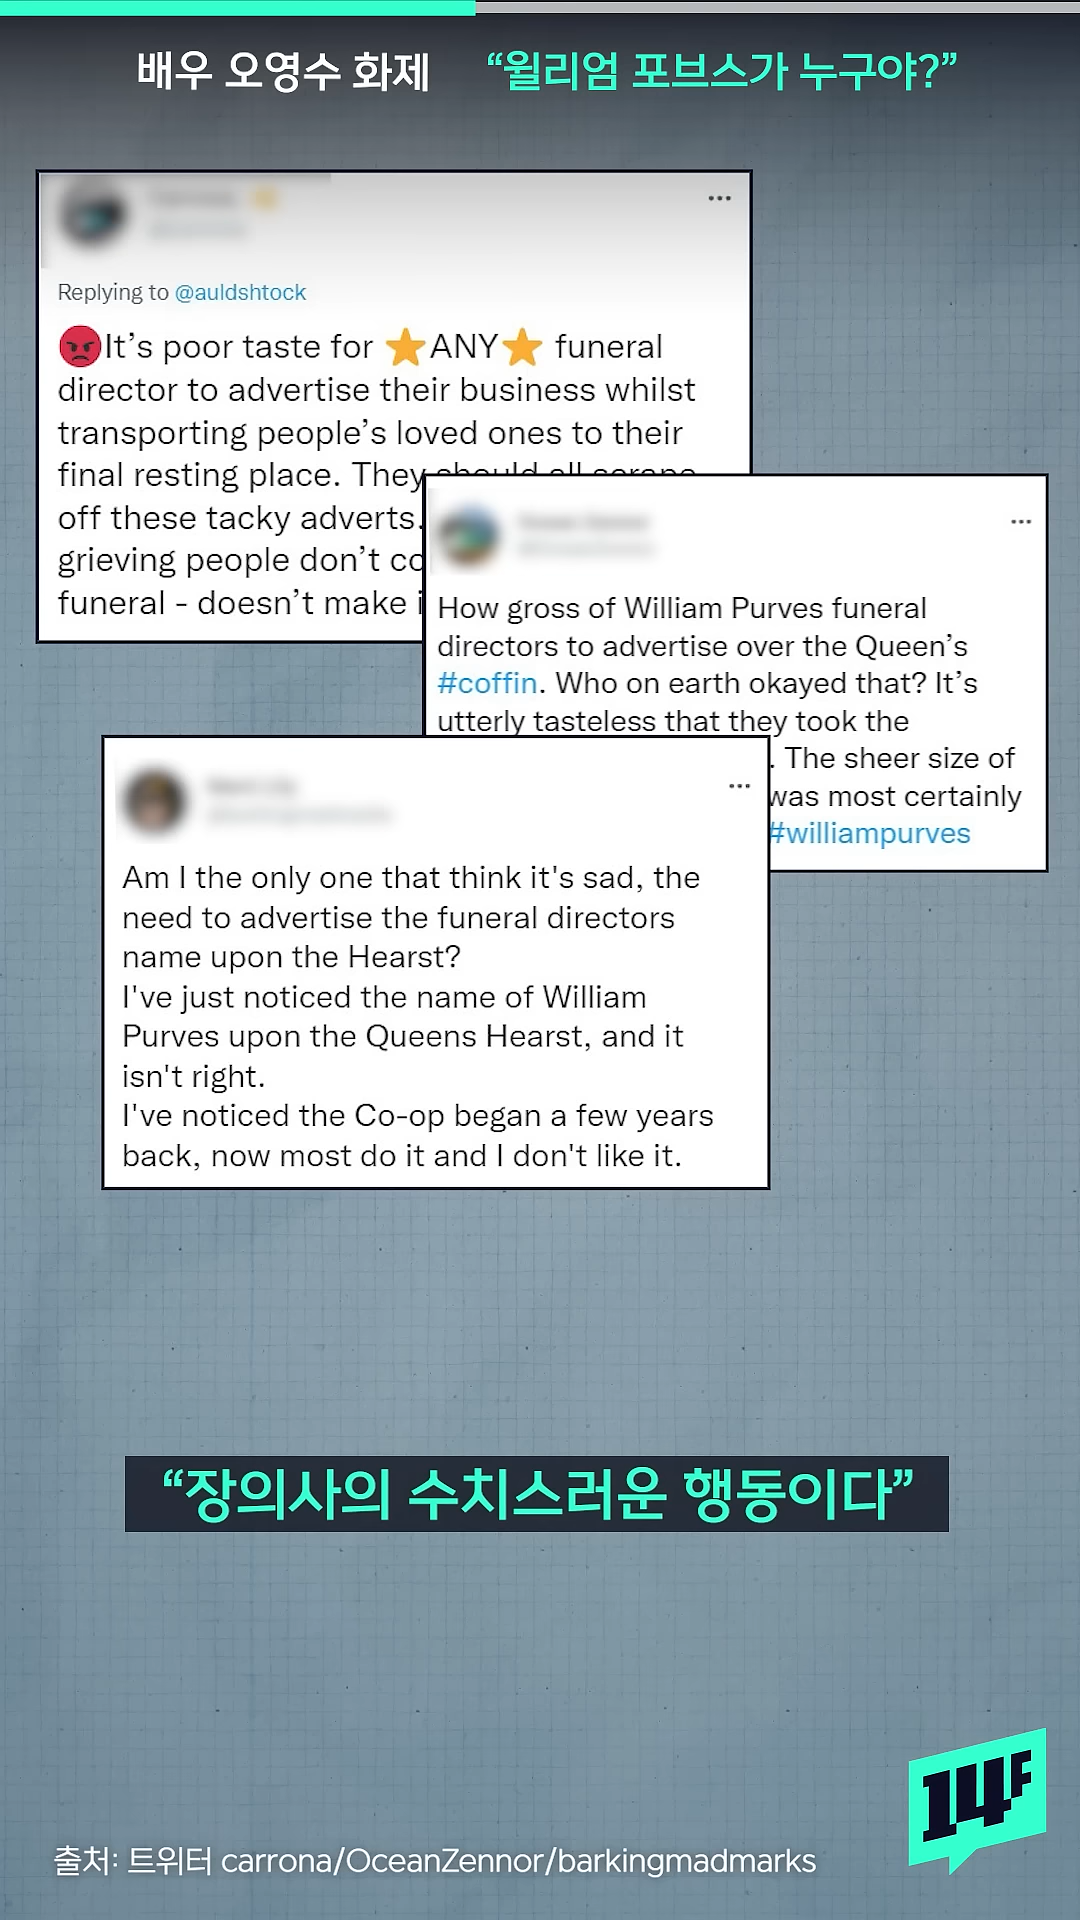 배우 오영수 화제 “윌리엄 포브스가 누구야?”
Replying to @auldshtock
😡It’s poor taste for ⭐ANY⭐ funeral
director to advertise their business whilst
transporting people’s loved ones to their
final resting place. They should all scrape
off these tacky adverts.
grieving people don’t
funeral - doesn’t make
How gross of William Purves funeral
directors to advertise over the Queen’s
#coffin. Who on earth okayed that? It’s
utterly tasteless that they took the
. The sheer size of
was most certainly
#williampurves
Am I the only one that think it's sad, the
need to advertise the funeral directors
name upon the Hearst?
I've just noticed the name of William
Purves upon the Queens Hearst, and it
isn't right.
I've noticed the Co-op began a few years
back, now most do it and I don't like it.
“장의사의 수치스러운 행동이다”
14F
출처: 트위터 carrona/OceanZennor/barkingmadmarks